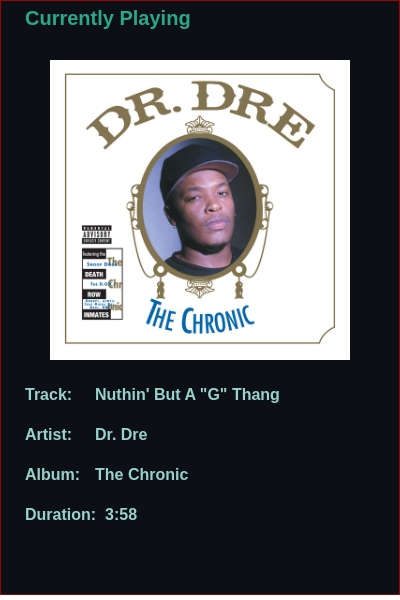 Currently Playing
DR. DRE
PARENTAL
ADVISORY
EXPLICIT CONTENT
THE CHRONIC
DEATH
ROW
INMATES
Track: Nuthin' But A "G" Thang
Artist: Dr. Dre
Album: The Chronic
Duration: 3:58